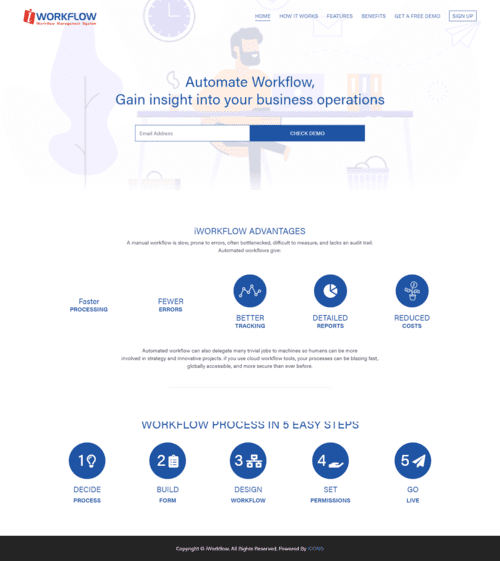 iWORKFLOW
Workflow Management System
HOME HOW IT WORKS FEATURES BENEFITS GET A FREE DEMO SIGN UP
Automate Workflow,
Gain insight into your business operations
Email Address CHECK DEMO
iWORKFLOW ADVANTAGES
A manual workflow is slow, prone to errors, often bottlenecked, difficult to measure, and lacks an audit trail.
Automated workflows give:
Faster
PROCESSING
FEWER
ERRORS
BETTER
TRACKING
DETAILED
REPORTS
REDUCED
COSTS
Automated workflow can also delegate many trivial jobs to machines so humans can be more
involved in strategy and innovative projects. if you use cloud workflow tools, your processes can be blazing fast,
globally accessible, and more secure than ever before.
WORKFLOW PROCESS IN 5 EASY STEPS
1
DECIDE
PROCESS
2
BUILD
FORM
3
DESIGN
WORKFLOW
4
SET
PERMISSIONS
5
GO
LIVE
Copyright © iWorkflow. All Rights Reserved. Powered By